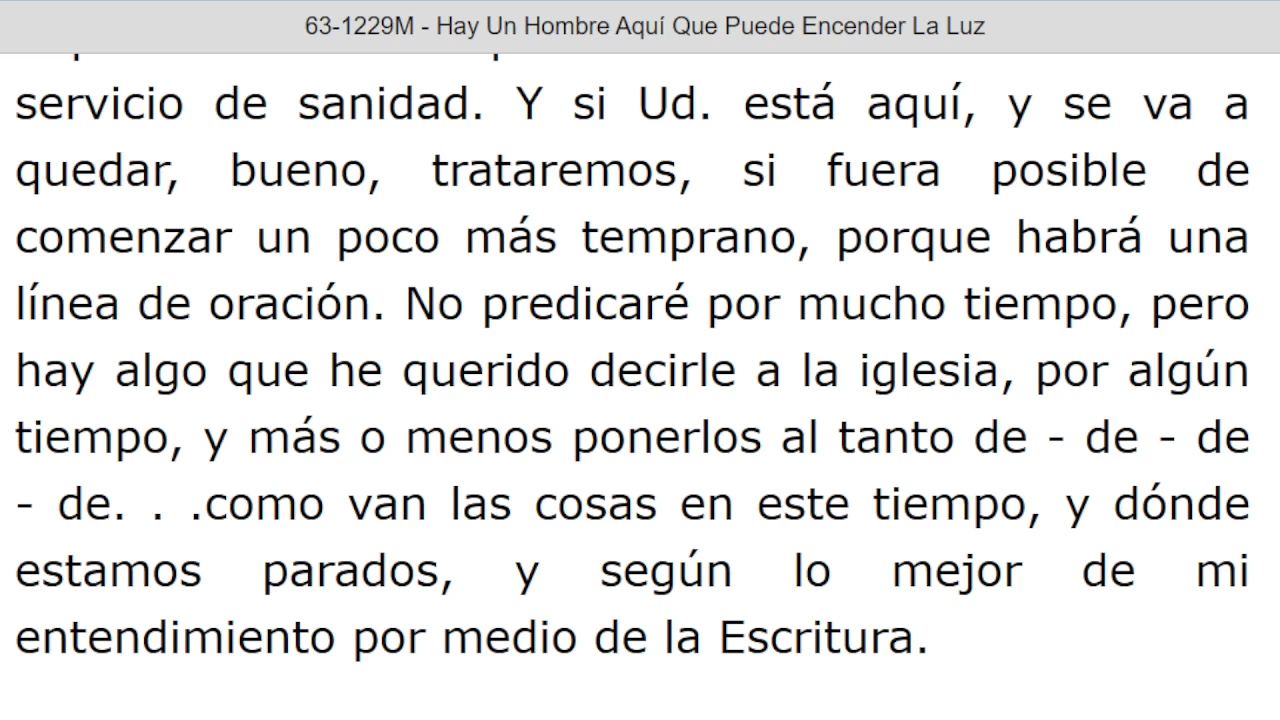 63-1229M - Hay Un Hombre Aquí Que Puede Encender La Luz
servicio de sanidad. Y si Ud. está aquí, y se va a
quedar, bueno, trataremos, si fuera posible de
comenzar un poco más temprano, porque habrá una
línea de oración. No predicaré por mucho tiempo, pero
hay algo que he querido decirle a la iglesia, por algún
tiempo, y más o menos ponerlos al tanto de - de - de
- de. . .como van las cosas en este tiempo, y dónde
estamos parados, y según lo mejor de mi
entendimiento por medio de la Escritura.